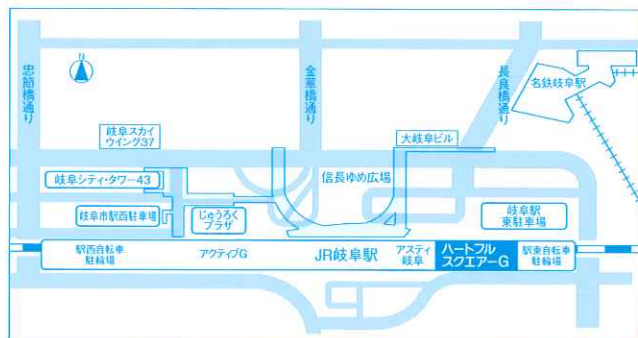 N
忠節橋通り
金華橋通り
長良橋通り
名鉄岐阜駅
岐阜スカイ
ウイング37
大岐阜ビル
岐阜シティ・タワー43
信長ゆめ広場
岐阜市駅西駐車場
じゅうろく
プラザ
岐阜駅
東駐車場
駅西自転車
駐輪場
アクティブG
JR岐阜駅
アスティ
岐阜
ハートフル
スクエアーG
駅東自転車
駐輪場